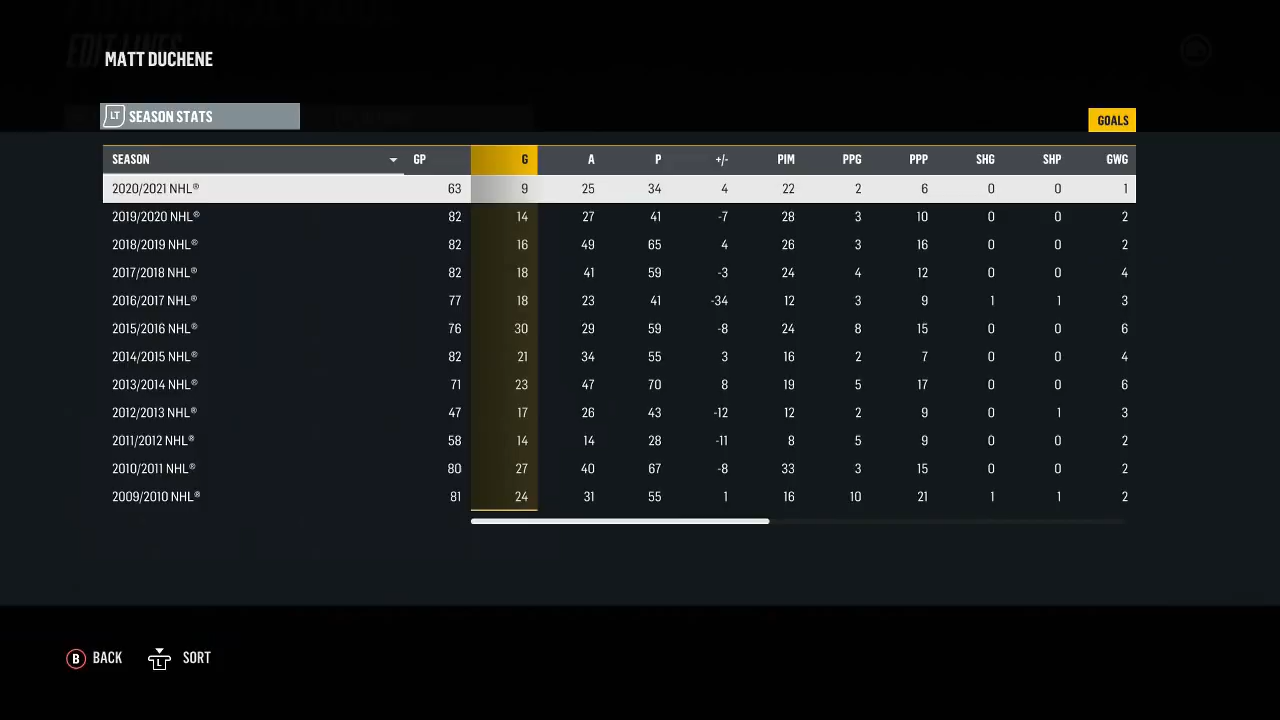 MATT DUCHENE
LT SEASON STATS
GOALS
SEASON GP G A P +/- PIM PPG PPP SHG SHP GWG
2020/2021 NHL® 63 9 25 34 4 22 2 6 0 0 1
2019/2020 NHL® 82 14 27 41 -7 28 3 10 0 0 2
2018/2019 NHL® 82 16 49 65 4 26 3 16 0 0 2
2017/2018 NHL® 82 18 41 59 -3 24 4 12 0 0 4
2016/2017 NHL® 77 18 23 41 -34 12 3 9 1 1 3
2015/2016 NHL® 76 30 29 59 -8 24 8 15 0 0 6
2014/2015 NHL® 82 21 34 55 3 16 2 7 0 0 4
2013/2014 NHL® 71 23 47 70 8 19 5 17 0 0 6
2012/2013 NHL® 47 17 26 43 -12 12 2 9 0 1 3
2011/2012 NHL® 58 14 14 28 -11 8 5 9 0 0 2
2010/2011 NHL® 80 27 40 67 -8 33 3 15 0 0 2
2009/2010 NHL® 81 24 31 55 1 16 10 21 1 1 2
B BACK L SORT